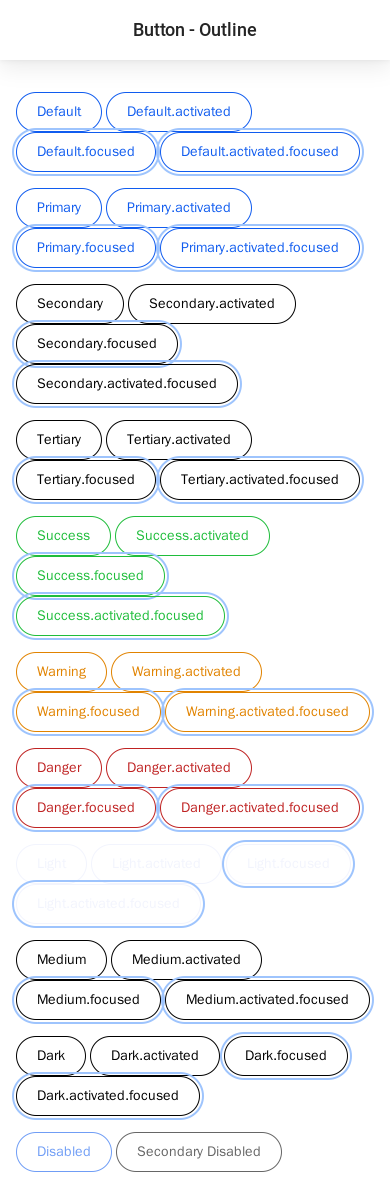 Button - Outline
Default Default.activated
Default.focused Default.activated.focused
Primary Primary.activated
Primary.focused Primary.activated.focused
Secondary Secondary.activated
Secondary.focused
Secondary.activated.focused
Tertiary Tertiary.activated
Tertiary.focused Tertiary.activated.focused
Success Success.activated
Success.focused
Success.activated.focused
Warning Warning.activated
Warning.focused Warning.activated.focused
Danger Danger.activated
Danger.focused Danger.activated.focused
Light Light.activated Light.focused
Light.activated.focused
Medium Medium.activated
Medium.focused Medium.activated.focused
Dark Dark.activated Dark.focused
Dark.activated.focused
Disabled Secondary Disabled